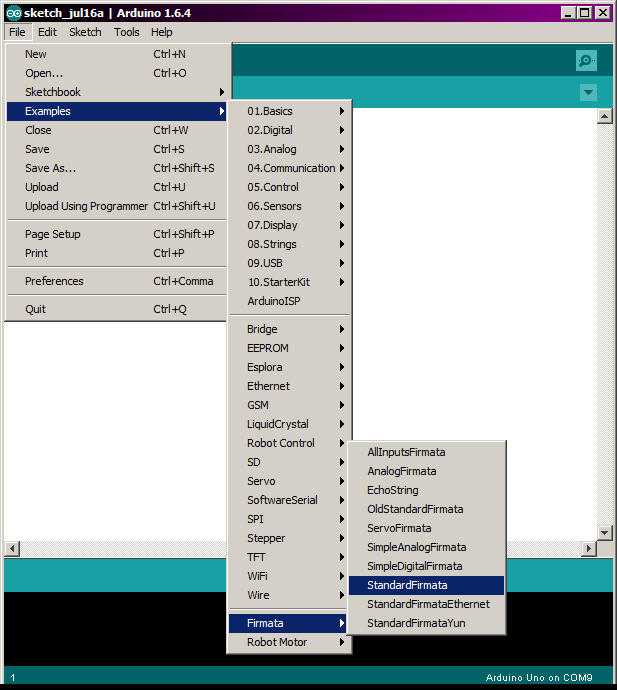 sketch_jul16a | Arduino 1.6.4
File Edit Sketch Tools Help
New Ctrl+N
Open... Ctrl+O
Sketchbook
Examples
Close Ctrl+W
Save Ctrl+S
Save As... Ctrl+Shift+S
Upload Ctrl+U
Upload Using Programmer Ctrl+Shift+U
Page Setup Ctrl+Shift+P
Print Ctrl+P
Preferences Ctrl+Comma
Quit Ctrl+Q
01.Basics
02.Digital
03.Analog
04.Communication
05.Control
06.Sensors
07.Display
08.Strings
09.USB
10.StarterKit
ArduinoISP
Bridge
EEPROM
Esplora
Ethernet
GSM
LiquidCrystal
Robot Control
SD
Servo
SoftwareSerial
SPI
Stepper
TFT
WiFi
Wire
Firmata
Robot Motor
AllInputsFirmata
AnalogFirmata
EchoString
OldStandardFirmata
ServoFirmata
SimpleAnalogFirmata
SimpleDigitalFirmata
StandardFirmata
StandardFirmataEthernet
StandardFirmataYun
1 Arduino Uno on COM9